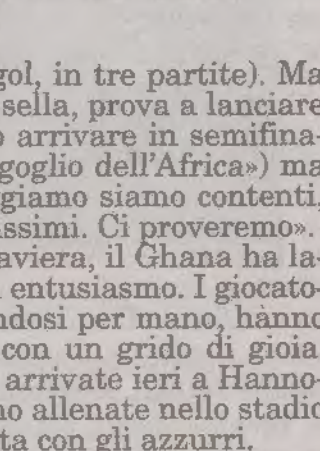 gol, in tre partite). Ma
sella, prova a lanciare
o arrivare in semifina-
goglio dell'Africa») ma
giamo siamo contenti,
assimi. Ci proveremo».
aviera, il Ghana ha la-
entusiasmo. I giocato-
ndosi per mano, hànno
con un grido di gioia
arrivate ieri a Hanno-
no allenate nello stadio
ta con gli azzurri.